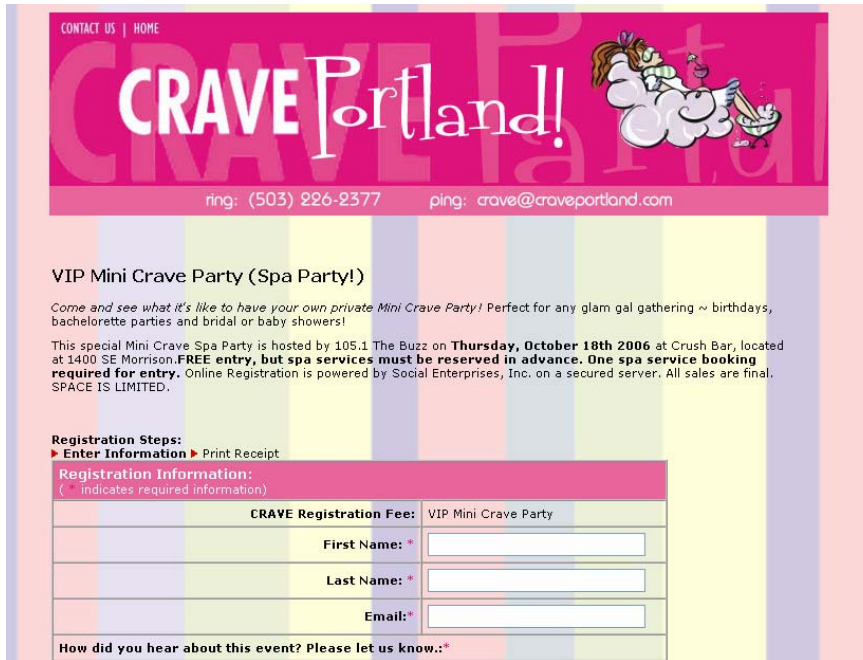 CONTACT US | HOME
CRAVE Portland!
ring: (503) 226-2377 ping: crave@craveportland.com
VIP Mini Crave Party (Spa Party!)
Come and see what it's like to have your own private Mini Crave Party! Perfect for any glam gal gathering ~ birthdays,
bachelorette parties and bridal or baby showers!
This special Mini Crave Spa Party is hosted by 105.1 The Buzz on Thursday, October 18th 2006 at Crush Bar, located
at 1400 SE Morrison.FREE entry, but spa services must be reserved in advance. One spa service booking
required for entry. Online Registration is powered by Social Enterprises, Inc. on a secured server. All sales are final.
SPACE IS LIMITED.
Registration Steps:
Enter Information Print Receipt
Registration Information:
( * indicates required information)
CRAVE Registration Fee: VIP Mini Crave Party
First Name: *
Last Name: *
Email:*
How did you hear about this event? Please let us know.:*